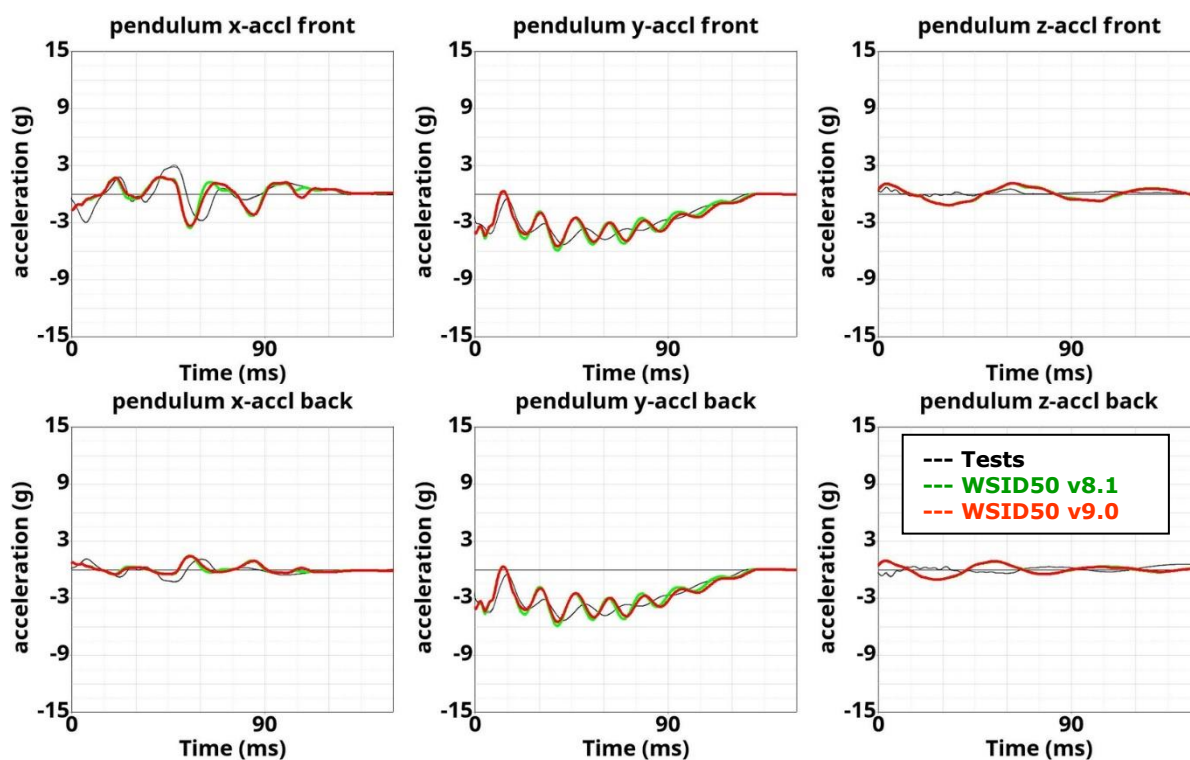 pendulum x-accl front
pendulum y-accl front
pendulum z-accl front
15
9
3
-3
-9
-15
acceleration (g)
0
90
Time (ms)
15
9
3
-3
-9
-15
acceleration (g)
0
90
Time (ms)
15
9
3
-3
-9
-15
acceleration (g)
0
90
Time (ms)
pendulum x-accl back
pendulum y-accl back
pendulum z-accl back
15
9
3
-3
-9
-15
acceleration (g)
0
90
Time (ms)
15
9
3
-3
-9
-15
acceleration (g)
0
90
Time (ms)
15
9
3
-3
-9
-15
acceleration (g)
0
90
Time (ms)
--- Tests
--- WSID50 v8.1
--- WSID50 v9.0